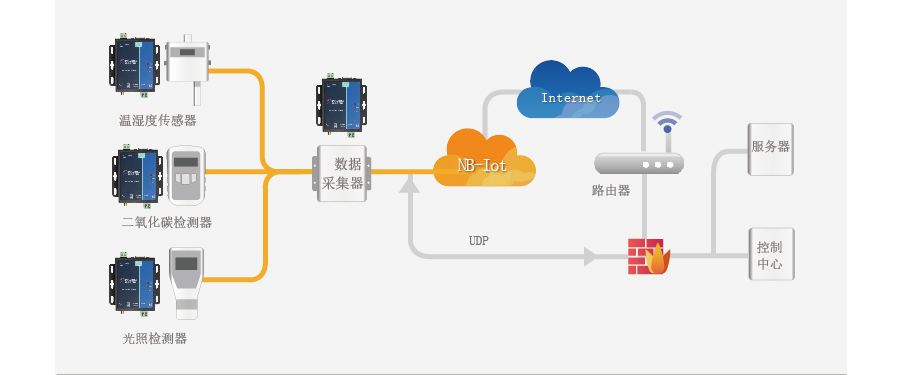 温湿度传感器
二氧化碳检测器
光照检测器
数据
采集器
NB-Iot
Internet
UDP
路由器
服务器
控制
中心